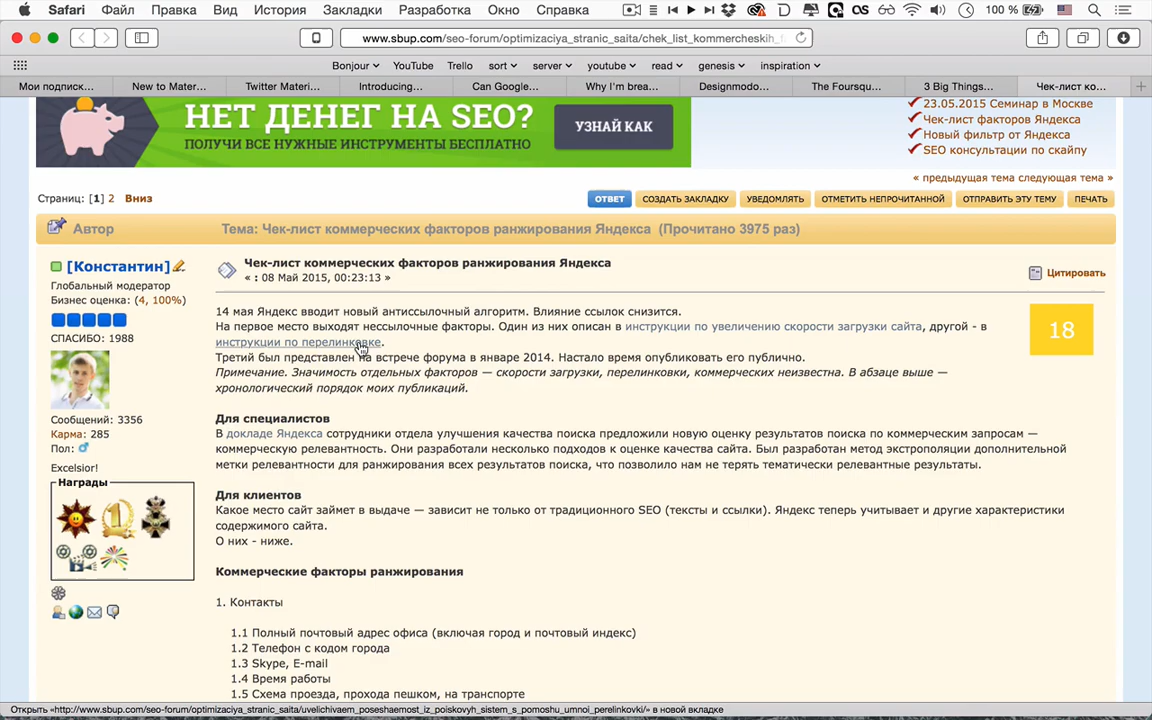 Safari Файл Правка Вид История Закладки Разработка Окно Справка 100 %
www.sbup.com/seo-forum/optimizaciya_stranic_saita/chek_list_kommercheskih_f
Bonjour YouTube Trello sort server youtube read genesis inspiration
Мои подписк... New to Mater... Twitter Materi... Introducing... Can Google... Why I'm brea... Designmodo... The Foursqu... 3 Big Things... Чек-лист ко...
НЕТ ДЕНЕГ НА SEO?
ПОЛУЧИ ВСЕ НУЖНЫЕ ИНСТРУМЕНТЫ БЕСПЛАТНО
УЗНАЙ КАК
23.05.2015 Семинар в Москве
Чек-лист факторов Яндекса
Новый фильтр от Яндекса
SEO консультации по скайпу
« предыдущая тема следующая тема »
Страниц: [1] 2 Вниз
ОТВЕТ СОЗДАТЬ ЗАКЛАДКУ УВЕДОМЛЯТЬ ОТМЕТИТЬ НЕПРОЧИТАННОЙ ОТПРАВИТЬ ЭТУ ТЕМУ ПЕЧАТЬ
Автор Тема: Чек-лист коммерческих факторов ранжирования Яндекса (Прочитано 3975 раз)
[Константин]
Глобальный модератор
Бизнес оценка: (4, 100%)
СПАСИБО: 1988
Сообщений: 3356
Карма: 285
Пол:
Excelsior!
Награды
Чек-лист коммерческих факторов ранжирования Яндекса
« : 08 Май 2015, 00:23:13 »
Цитировать
18
14 мая Яндекс вводит новый антиссылочный алгоритм. Влияние ссылок снизится.
На первое место выходят нессылочные факторы. Один из них описан в инструкции по увеличению скорости загрузки сайта, другой - в
инструкции по перелинковке.
Третий был представлен на встрече форума в январе 2014. Настало время опубликовать его публично.
Примечание. Значимость отдельных факторов — скорости загрузки, перелинковки, коммерческих неизвестна. В абзаце выше —
хронологический порядок моих публикаций.
Для специалистов
В докладе Яндекса сотрудники отдела улучшения качества поиска предложили новую оценку результатов поиска по коммерческим запросам —
коммерческую релевантность. Они разработали несколько подходов к оценке качества сайта. Был разработан метод экстрополяции дополнительной
метки релевантности для ранжирования всех результатов поиска, что позволило нам не терять тематически релевантные результаты.
Для клиентов
Какое место сайт займет в выдаче — зависит не только от традиционного SEO (тексты и ссылки). Яндекс теперь учитывает и другие характеристики
содержимого сайта.
О них - ниже.
Коммерческие факторы ранжирования
1. Контакты
1.1 Полный почтовый адрес офиса (включая город и почтовый индекс)
1.2 Телефон с кодом города
1.3 Skype, E-mail
1.4 Время работы
1.5 Схема проезда, прохода пешком, на транспорте
Открыть «http://www.sbup.com/seo-forum/optimizaciya_stranic_saita/uvelichivaem_poseshaemost_iz_poiskovyh_sistem_s_pomoshu_umnoi_perelinkovki/» в новой вкладке